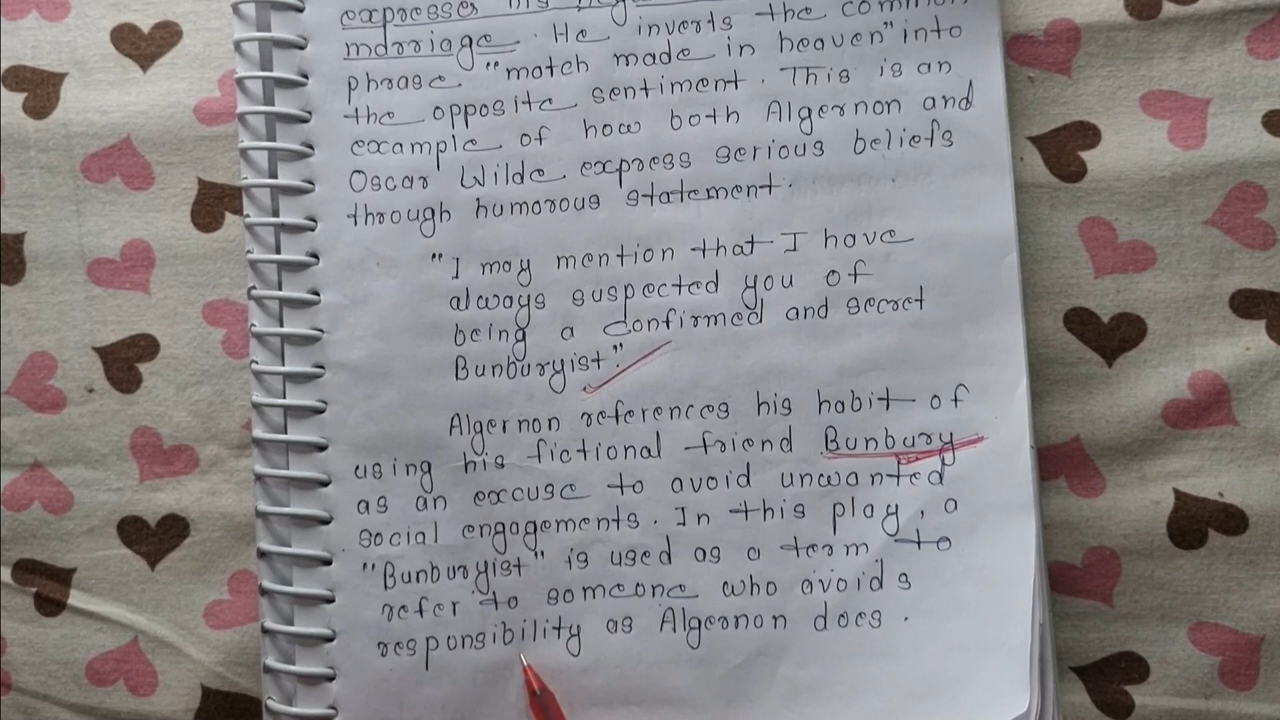 expresses his
marriage. He inverts the common
phrase "match made in heaven" into
the opposite sentiment. This is an
example of how both Algernon and
Oscar Wilde express serious beliefs
through humorous statement.
"I may mention that I have
always suspected you of
being a confirmed and secret
Bunburyist"
Algernon references his habit of
using his fictional friend Bunbury
as an excuse to avoid unwanted
social engagements. In this play, a
"Bunburyist" is used as a term to
refer to someone who avoids
responsibility as Algernon does.